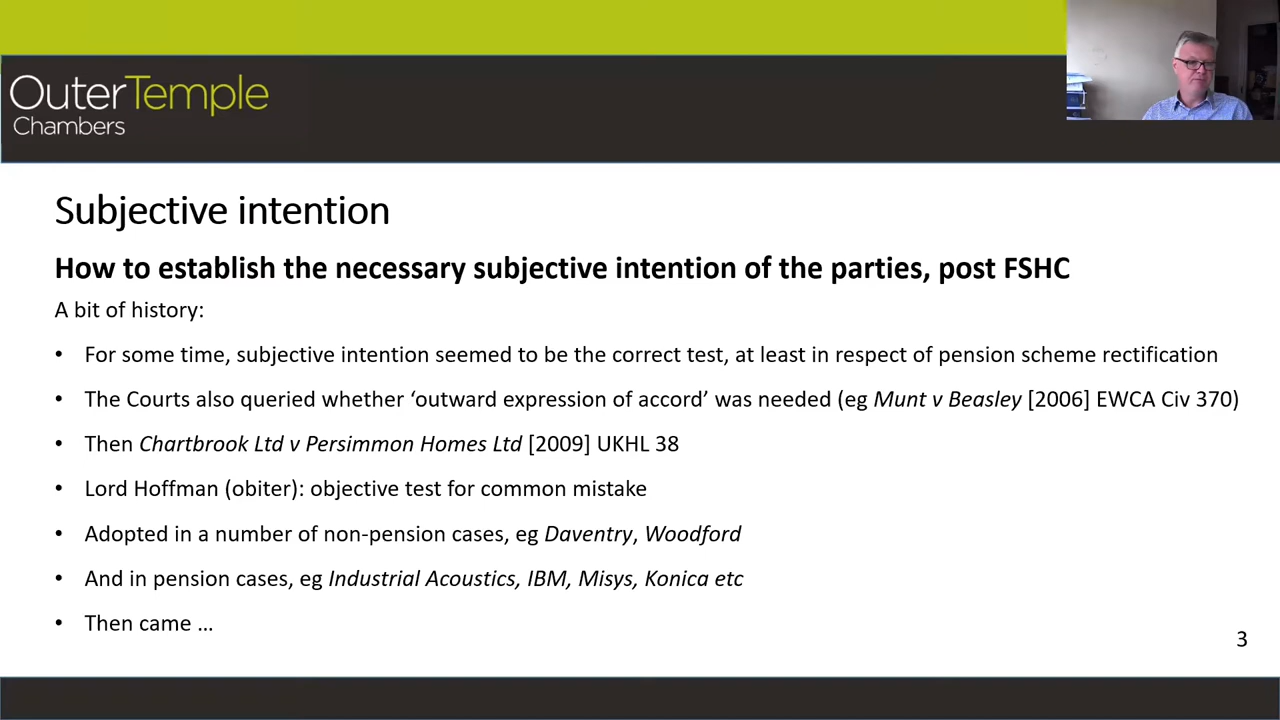 OuterTemple
Chambers
Subjective intention
How to establish the necessary subjective intention of the parties, post FSHC
A bit of history:
• For some time, subjective intention seemed to be the correct test, at least in respect of pension scheme rectification
• The Courts also queried whether ‘outward expression of accord’ was needed (eg Munt v Beasley [2006] EWCA Civ 370)
• Then Chartbrook Ltd v Persimmon Homes Ltd [2009] UKHL 38
• Lord Hoffman (obiter): objective test for common mistake
• Adopted in a number of non-pension cases, eg Daventry, Woodford
• And in pension cases, eg Industrial Acoustics, IBM, Misys, Konica etc
• Then came …
3